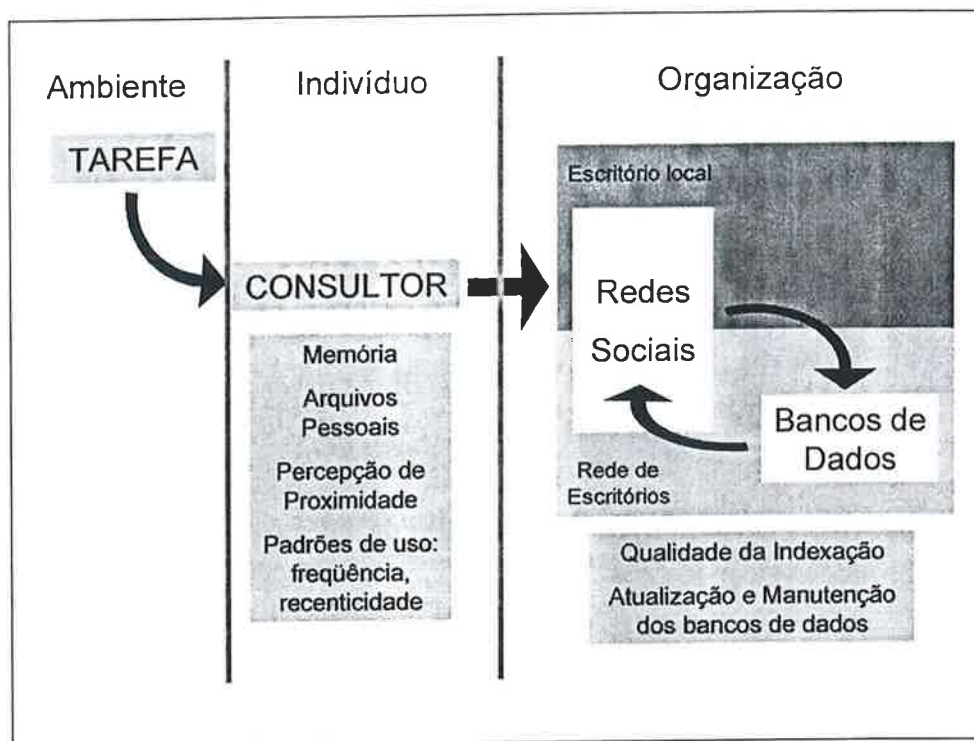 Ambiente
Indivíduo
Organização
TAREFA
CONSULTOR
Memória
Arquivos
Pessoais
Percepção de
Proximidade
Padrões de uso:
freqüência,
recenticidade
Escritório local
Redes
Sociais
Bancos de
Dados
Rede de
Escritórios
Qualidade da Indexação
Atualização e Manutenção
dos bancos de dados